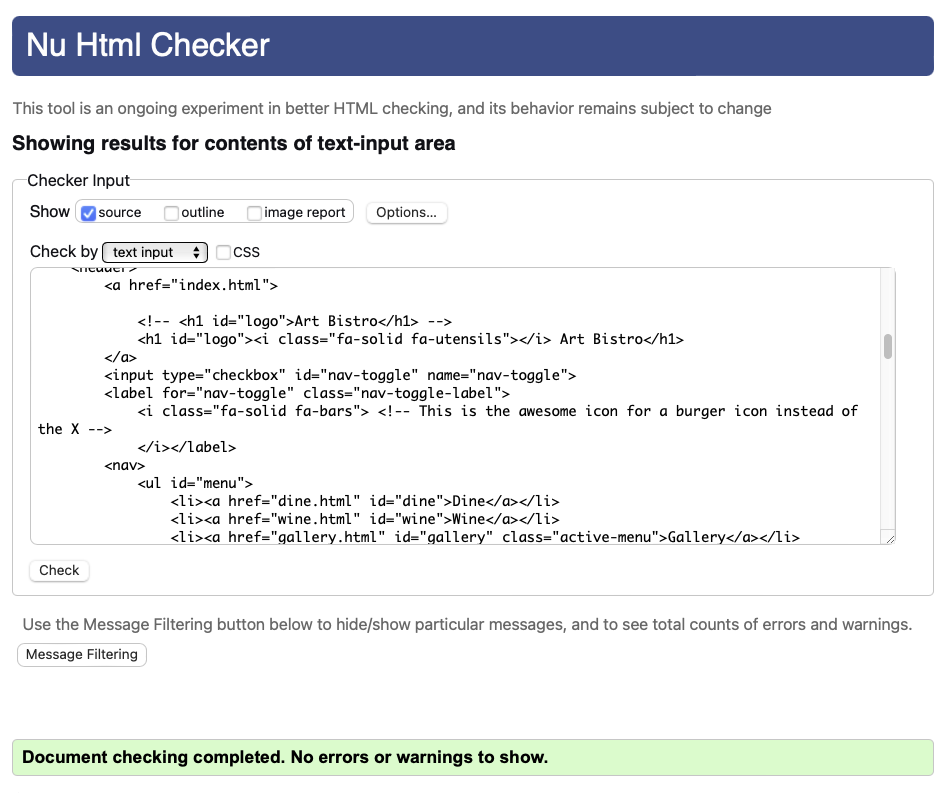 Nu Html Checker
This tool is an ongoing experiment in better HTML checking, and its behavior remains subject to change
Showing results for contents of text-input area
Checker Input
Show source outline image report Options...
Check by text input CSS
<header>
<a href="index.html">
<!-- <h1 id="logo">Art Bistro</h1> -->
<h1 id="logo"><i class="fa-solid fa-utensils"></i> Art Bistro</h1>
</a>
<input type="checkbox" id="nav-toggle" name="nav-toggle">
<label for="nav-toggle" class="nav-toggle-label">
<i class="fa-solid fa-bars"> <!-- This is the awesome icon for a burger icon instead of
the X -->
</i></label>
<nav>
<ul id="menu">
<li><a href="dine.html" id="dine">Dine</a></li>
<li><a href="wine.html" id="wine">Wine</a></li>
<li><a href="gallery.html" id="gallery" class="active-menu">Gallery</a></li>
Check
Use the Message Filtering button below to hide/show particular messages, and to see total counts of errors and warnings.
Message Filtering
Document checking completed. No errors or warnings to show.